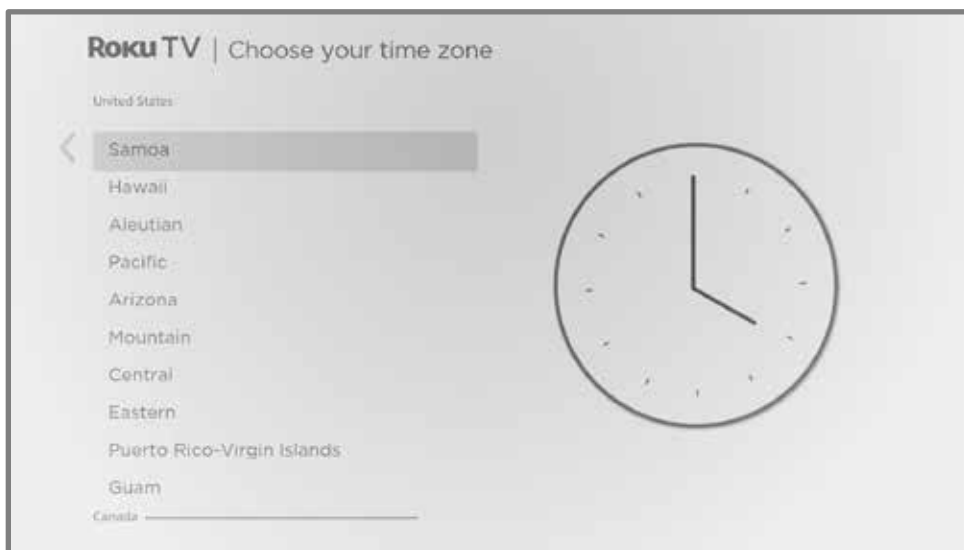 Roku TV | Choose your time zone
United States
Samoa
Hawaii
Aleutian
Pacific
Arizona
Mountain
Central
Eastern
Puerto Rico-Virgin Islands
Guam
Canada